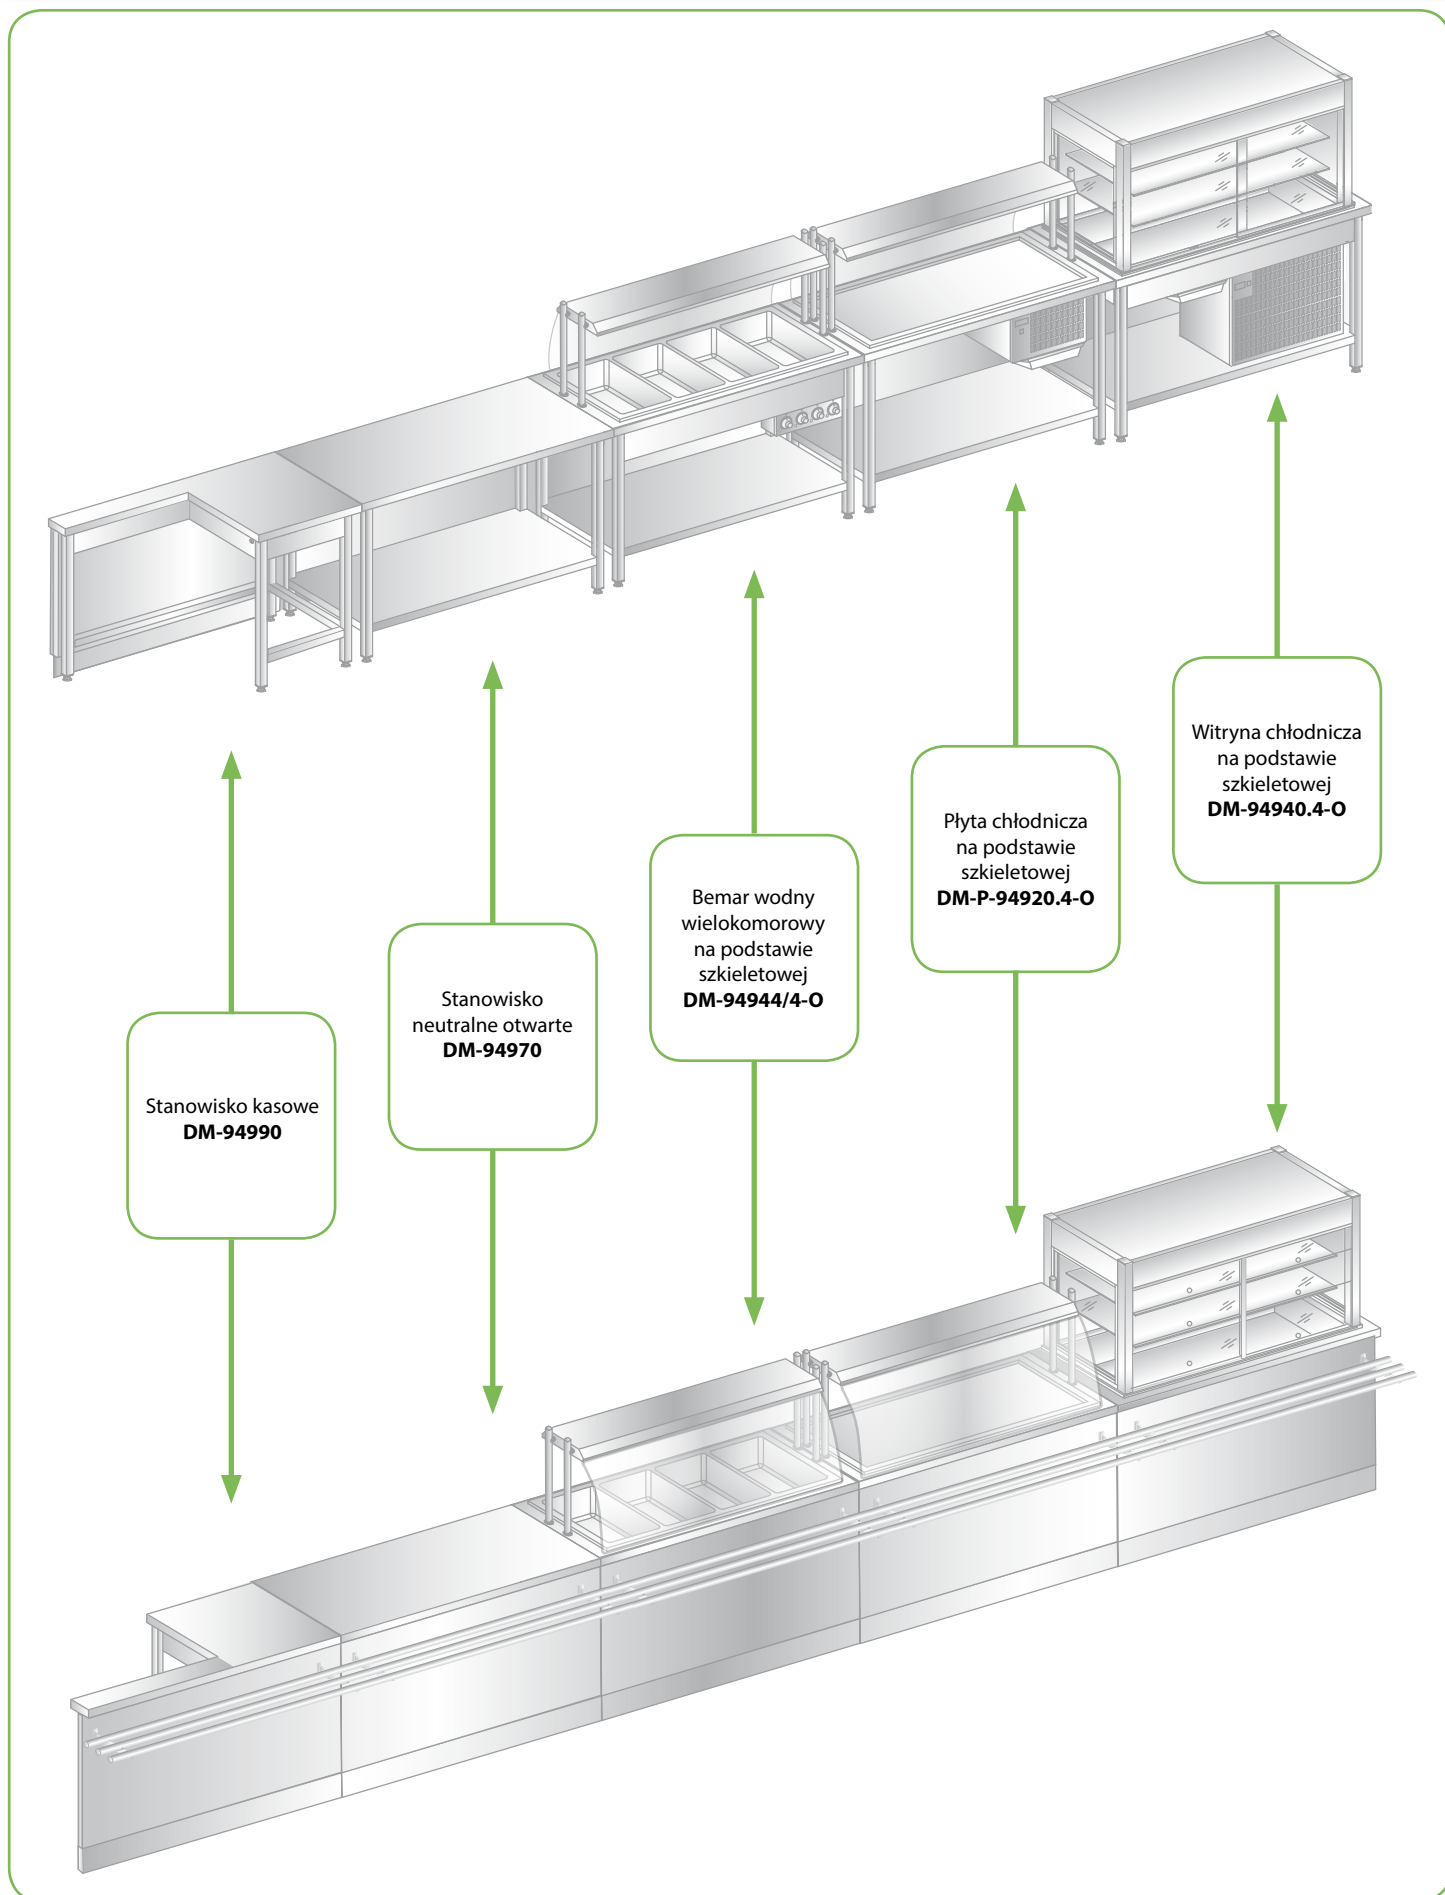 Witryna chłodnicza
na podstawie
szkieletowej
DM-94940.4-O
Płyta chłodnicza
na podstawie
szkieletowej
DM-P-94920.4-O
Bemar wodny
wielokomorowy
na podstawie
szkieletowej
DM-94944/4-O
Stanowisko
neutralne otwarte
DM-94970
Stanowisko kasowe
DM-94990